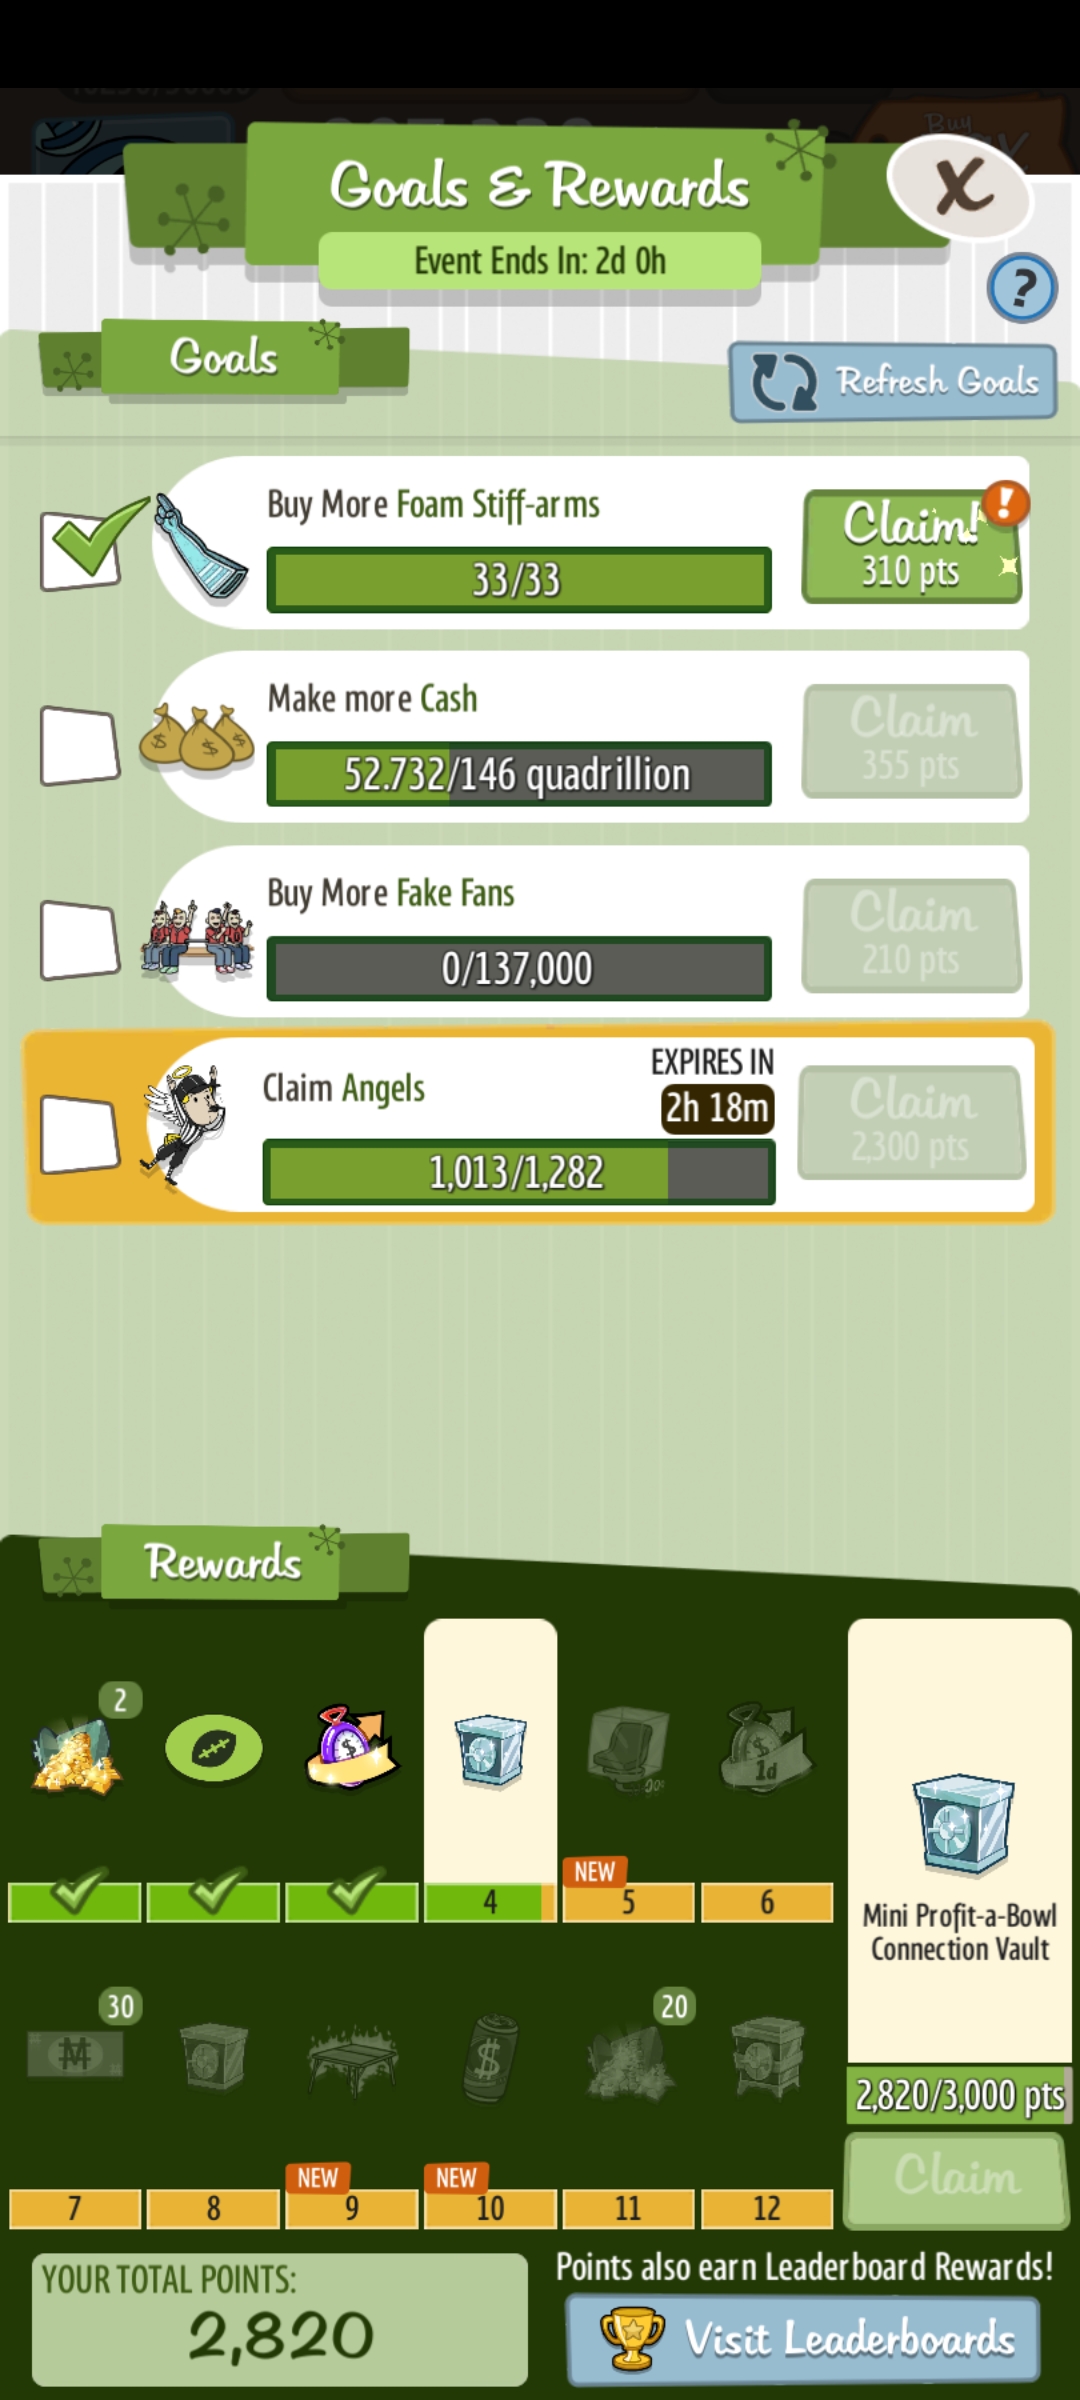 Buy
Goals & Rewards
X
Event Ends In: 2d 0h
?
Goals
Refresh Goals
Buy More Foam Stiff-arms
33/33
Claim!
310 pts
!
Make more Cash
52.732/146 quadrillion
Claim
355 pts
Buy More Fake Fans
0/137,000
Claim
210 pts
Claim Angels
EXPIRES IN
2h 18m
1,013/1,282
Claim
2,300 pts
Rewards
2
1d
4
NEW
5
6
Mini Profit-a-Bowl
Connection Vault
30
20
2,820/3,000 pts
Claim
7
8
NEW
9
NEW
10
11
12
YOUR TOTAL POINTS:
2,820
Points also earn Leaderboard Rewards!
Visit Leaderboards